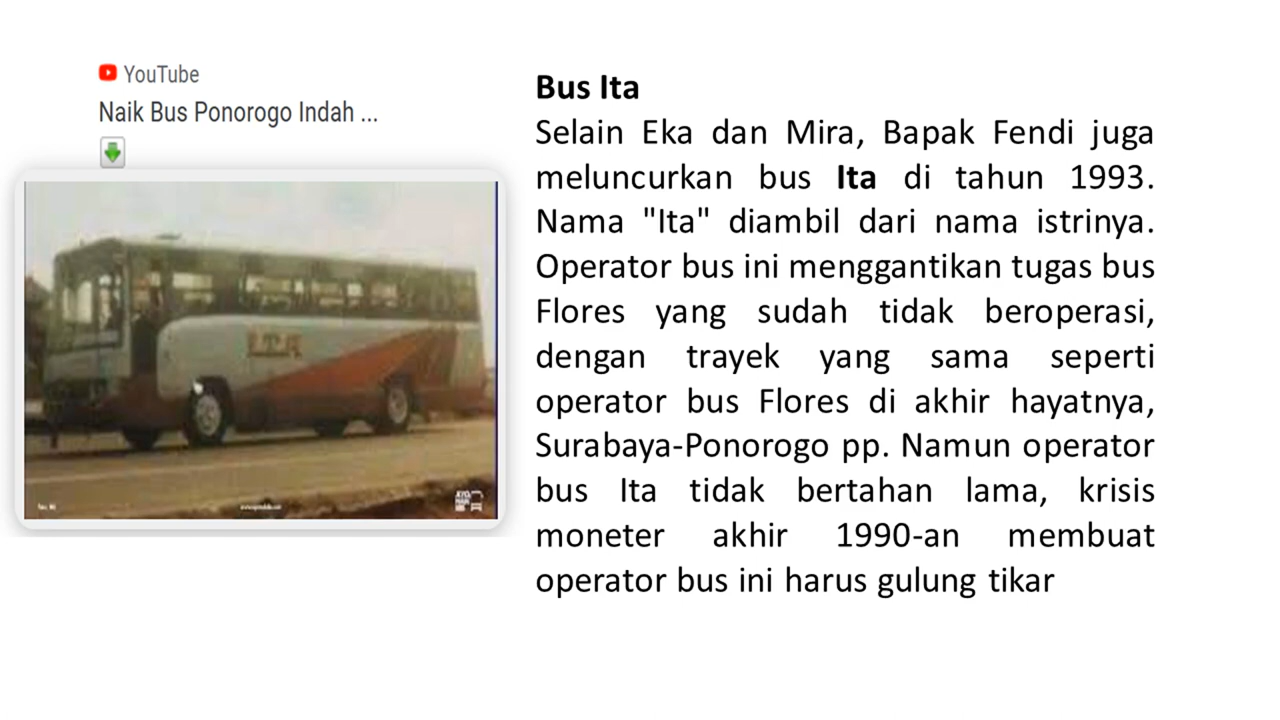 YouTube
Naik Bus Ponorogo Indah ...
ITA
Bus Ita
Selain Eka dan Mira, Bapak Fendi juga
meluncurkan bus Ita di tahun 1993.
Nama "Ita" diambil dari nama istrinya.
Operator bus ini menggantikan tugas bus
Flores yang sudah tidak beroperasi,
dengan trayek yang sama seperti
operator bus Flores di akhir hayatnya,
Surabaya-Ponorogo pp. Namun operator
bus Ita tidak bertahan lama, krisis
moneter akhir 1990-an membuat
operator bus ini harus gulung tikar